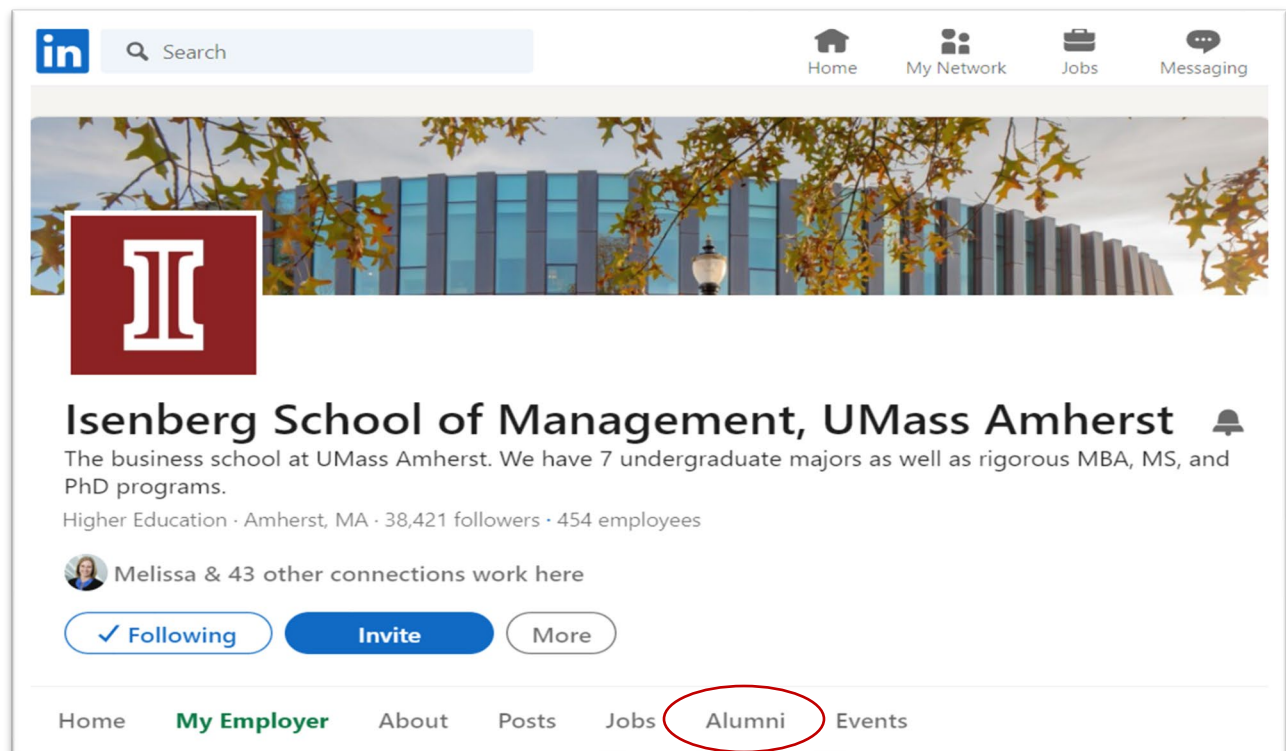 in
Search
Home My Network Jobs Messaging
Isenberg School of Management, UMass Amherst
The business school at UMass Amherst. We have 7 undergraduate majors as well as rigorous MBA, MS, and
PhD programs.
Higher Education · Amherst, MA · 38,421 followers · 454 employees
Melissa & 43 other connections work here
✓ Following Invite More
Home My Employer About Posts Jobs Alumni Events